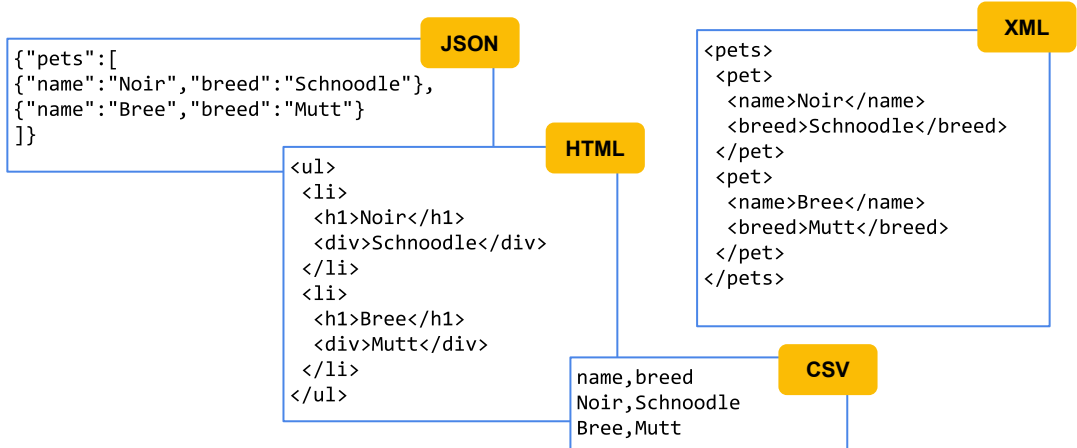 JSON
{"pets":[
{"name":"Noir","breed":"Schnoodle"},
{"name":"Bree","breed":"Mutt"}
]}
HTML
<ul>
 <li>
  <h1>Noir</h1>
  <div>Schnoodle</div>
 </li>
 <li>
  <h1>Bree</h1>
  <div>Mutt</div>
 </li>
</ul>
XML
<pets>
 <pet>
  <name>Noir</name>
  <breed>Schnoodle</breed>
 </pet>
 <pet>
  <name>Bree</name>
  <breed>Mutt</breed>
 </pet>
</pets>
CSV
name,breed
Noir,Schnoodle
Bree,Mutt